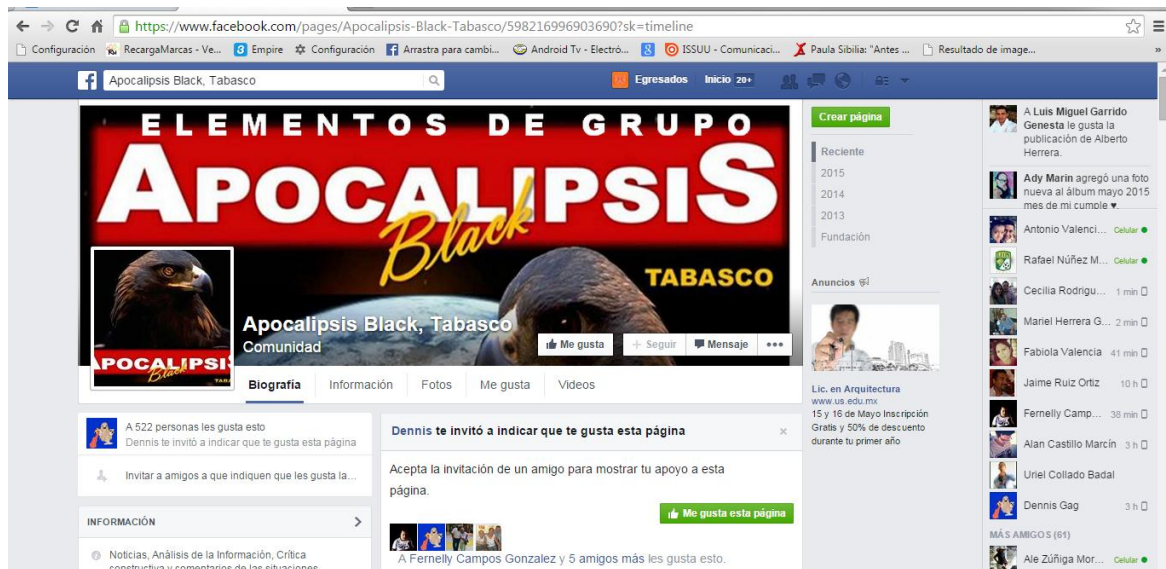 https://www.facebook.com/pages/Apocalipsis-Black-Tabasco/598216996903690?sk=timeline
Configuración RecargaMarcas - Ve... Empire Configuración Arrastra para cambi... Android Tv - Electró... ISSUU - Comunicaci... Paula Sibilia: "Antes ... Resultado de image...
Apocalipsis Black, Tabasco
Egresados Inicio 20+
ELEMENTOS DE GRUPO
APOCALIPSIS
Black
TABASCO
APOCALIPSIS
Black
Apocalipsis Black, Tabasco
Comunidad
Me gusta + Seguir Mensaje
Biografía Información Fotos Me gusta Videos
A 522 personas les gusta esto
Dennis te invitó a indicar que te gusta esta página
Invitar a amigos a que indiquen que les gusta la...
INFORMACIÓN
Noticias, Análisis de la Información, Crítica
constructiva y comentarios de las situaciones
Dennis te invitó a indicar que te gusta esta página
Acepta la invitación de un amigo para mostrar tu apoyo a esta
página.
Me gusta esta página
A Fernelly Campos Gonzalez y 5 amigos más les gusta esto.
Crear página
Reciente
2015
2014
2013
Fundación
Anuncios
Lic. en Arquitectura
www.us.edu.mx
15 y 16 de Mayo Inscripción
Gratis y 50% de descuento
durante tu primer año
A Luis Miguel Garrido
Genesta le gusta la
publicación de Alberto
Herrera.
Ady Marin agregó una foto
nueva al álbum mayo 2015
mes de mi cumple ♥.
Antonio Valenci... Celular
Rafael Núñez M... Celular
Cecilia Rodrigu... 1 min
Mariel Herrera G... 2 min
Fabiola Valencia 41 min
Jaime Ruiz Ortiz 10 h
Fernelly Camp... 38 min
Alan Castillo Marcín 3 h
Uriel Collado Badal
Dennis Gag 3 h
MÁS AMIGOS (61)
Ale Zúñiga Mor... Celular